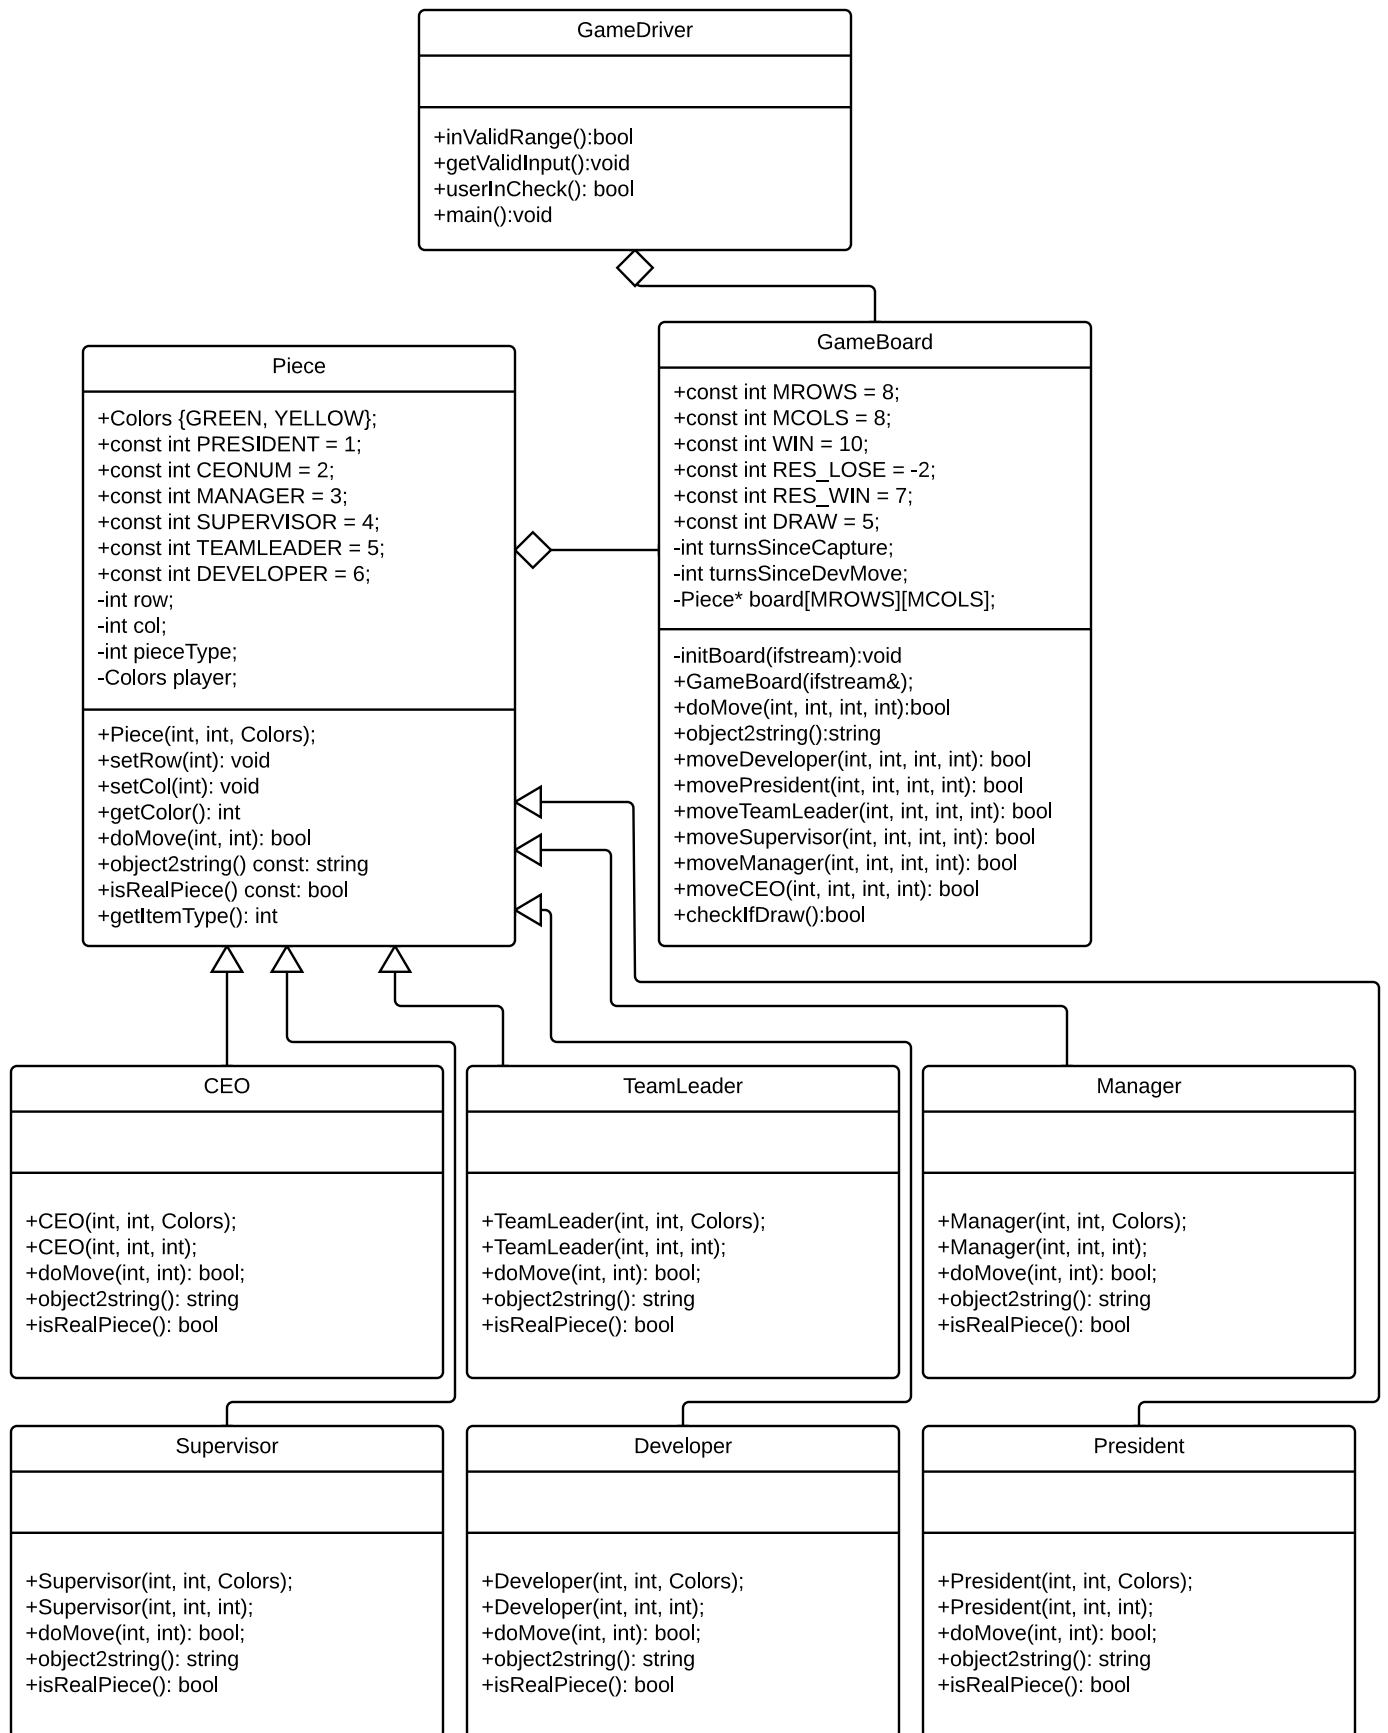 GameDriver
+inValidRange():bool
+getValidInput():void
+userInCheck(): bool
+main():void
Piece
+Colors {GREEN, YELLOW};
+const int PRESIDENT = 1;
+const int CEONUM = 2;
+const int MANAGER = 3;
+const int SUPERVISOR = 4;
+const int TEAMLEADER = 5;
+const int DEVELOPER = 6;
-int row;
-int col;
-int pieceType;
-Colors player;
+Piece(int, int, Colors);
+setRow(int): void
+setCol(int): void
+getColor(): int
+doMove(int, int): bool
+object2string() const: string
+isRealPiece() const: bool
+getItemType(): int
GameBoard
+const int MROWS = 8;
+const int MCOLS = 8;
+const int WIN = 10;
+const int RES_LOSE = -2;
+const int RES_WIN = 7;
+const int DRAW = 5;
-int turnsSinceCapture;
-int turnsSinceDevMove;
-Piece* board[MROWS][MCOLS];
-initBoard(ifstream):void
+GameBoard(ifstream&);
+doMove(int, int, int, int):bool
+object2string():string
+moveDeveloper(int, int, int, int): bool
+movePresident(int, int, int, int): bool
+moveTeamLeader(int, int, int, int): bool
+moveSupervisor(int, int, int, int): bool
+moveManager(int, int, int, int): bool
+moveCEO(int, int, int, int): bool
+checkIfDraw():bool
CEO
+CEO(int, int, Colors);
+CEO(int, int, int);
+doMove(int, int): bool;
+object2string(): string
+isRealPiece(): bool
TeamLeader
+TeamLeader(int, int, Colors);
+TeamLeader(int, int, int);
+doMove(int, int): bool;
+object2string(): string
+isRealPiece(): bool
Manager
+Manager(int, int, Colors);
+Manager(int, int, int);
+doMove(int, int): bool;
+object2string(): string
+isRealPiece(): bool
Supervisor
+Supervisor(int, int, Colors);
+Supervisor(int, int, int);
+doMove(int, int): bool;
+object2string(): string
+isRealPiece(): bool
Developer
+Developer(int, int, Colors);
+Developer(int, int, int);
+doMove(int, int): bool;
+object2string(): string
+isRealPiece(): bool
President
+President(int, int, Colors);
+President(int, int, int);
+doMove(int, int): bool;
+object2string(): string
+isRealPiece(): bool